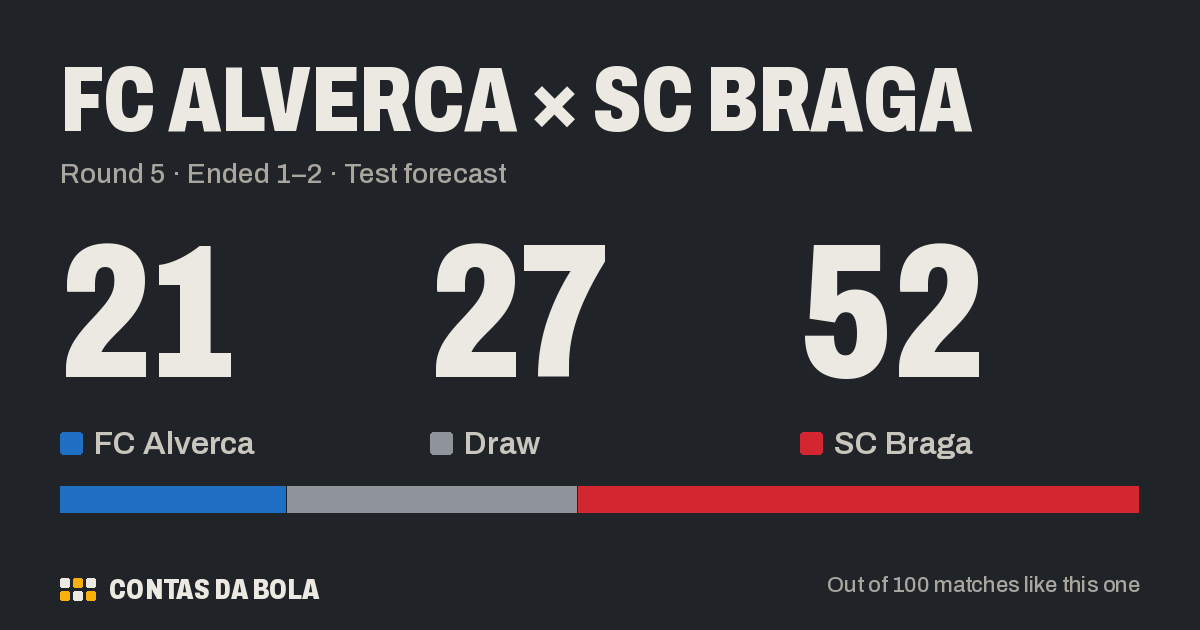 FC ALVERCA × SC BRAGA
Round 5 · Ended 1–2 · Test forecast
21 27 52
FC Alverca Draw SC Braga
CONTAS DA BOLA
Out of 100 matches like this one